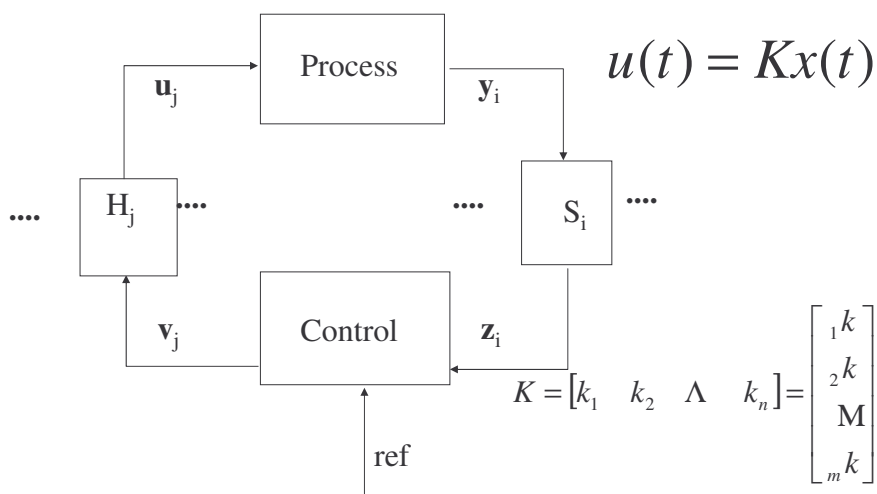 Process
u(t) = Kx(t)
u_j
y_i
....
H_j
....
....
S_i
....
v_j
Control
z_i
K = [k_1 k_2 Λ k_n] = [_1k _2k M _mk]
ref